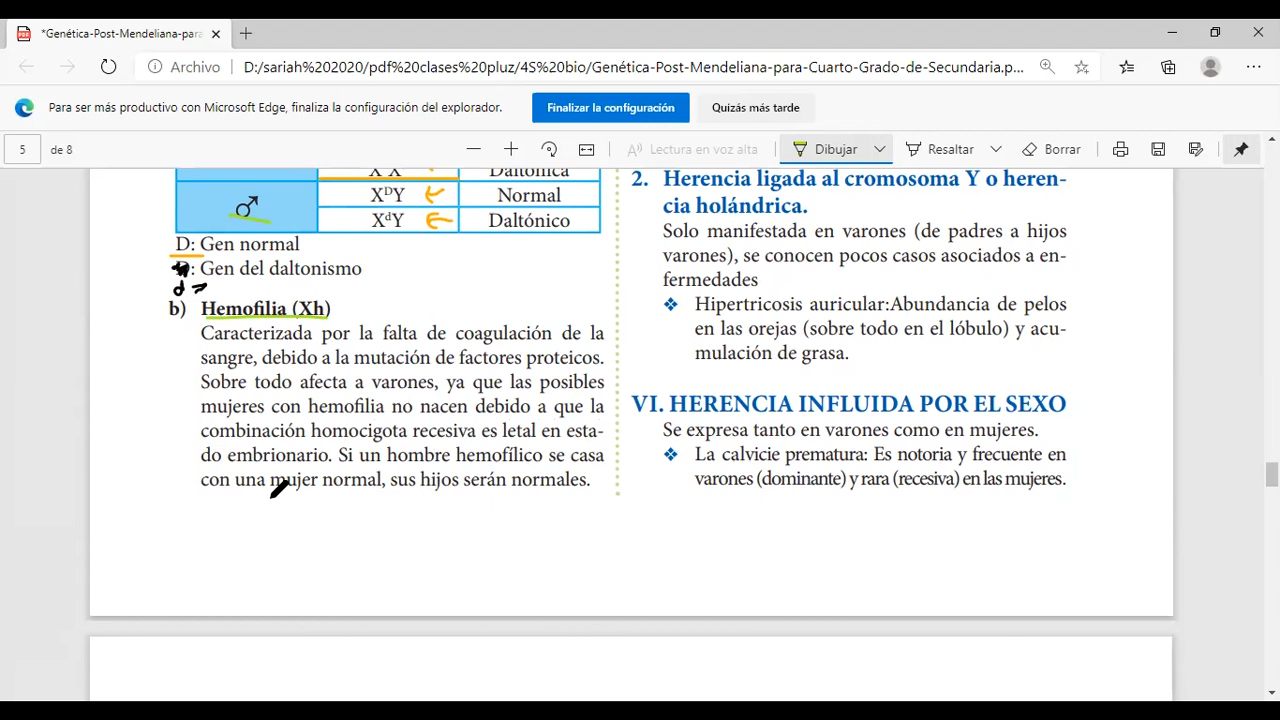 *Genética-Post-Mendeliana-para
Archivo
D:/sariah%202020/pdf%20clases%20pluz/4S%20bio/Genética-Post-Mendeliana-para-Cuarto-Grado-de-Secundaria.p...
Para ser más productivo con Microsoft Edge, finaliza la configuración del explorador.
Finalizar la configuración
Quizás más tarde
5 de 8
Lectura en voz alta
Dibujar
Resaltar
Borrar
Daltónica
♂
XᴰY Normal
XᵈY Daltónico
D: Gen normal
: Gen del daltonismo
d
b) Hemofilia (Xh)
Caracterizada por la falta de coagulación de la
sangre, debido a la mutación de factores proteicos.
Sobre todo afecta a varones, ya que las posibles
mujeres con hemofilia no nacen debido a que la
combinación homocigota recesiva es letal en esta-
do embrionario. Si un hombre hemofílico se casa
con una mujer normal, sus hijos serán normales.
2. Herencia ligada al cromosoma Y o heren-
cia holándrica.
Solo manifestada en varones (de padres a hijos
varones), se conocen pocos casos asociados a en-
fermedades
❖ Hipertricosis auricular:Abundancia de pelos
en las orejas (sobre todo en el lóbulo) y acu-
mulación de grasa.
VI. HERENCIA INFLUIDA POR EL SEXO
Se expresa tanto en varones como en mujeres.
❖ La calvicie prematura: Es notoria y frecuente en
varones (dominante) y rara (recesiva) en las mujeres.